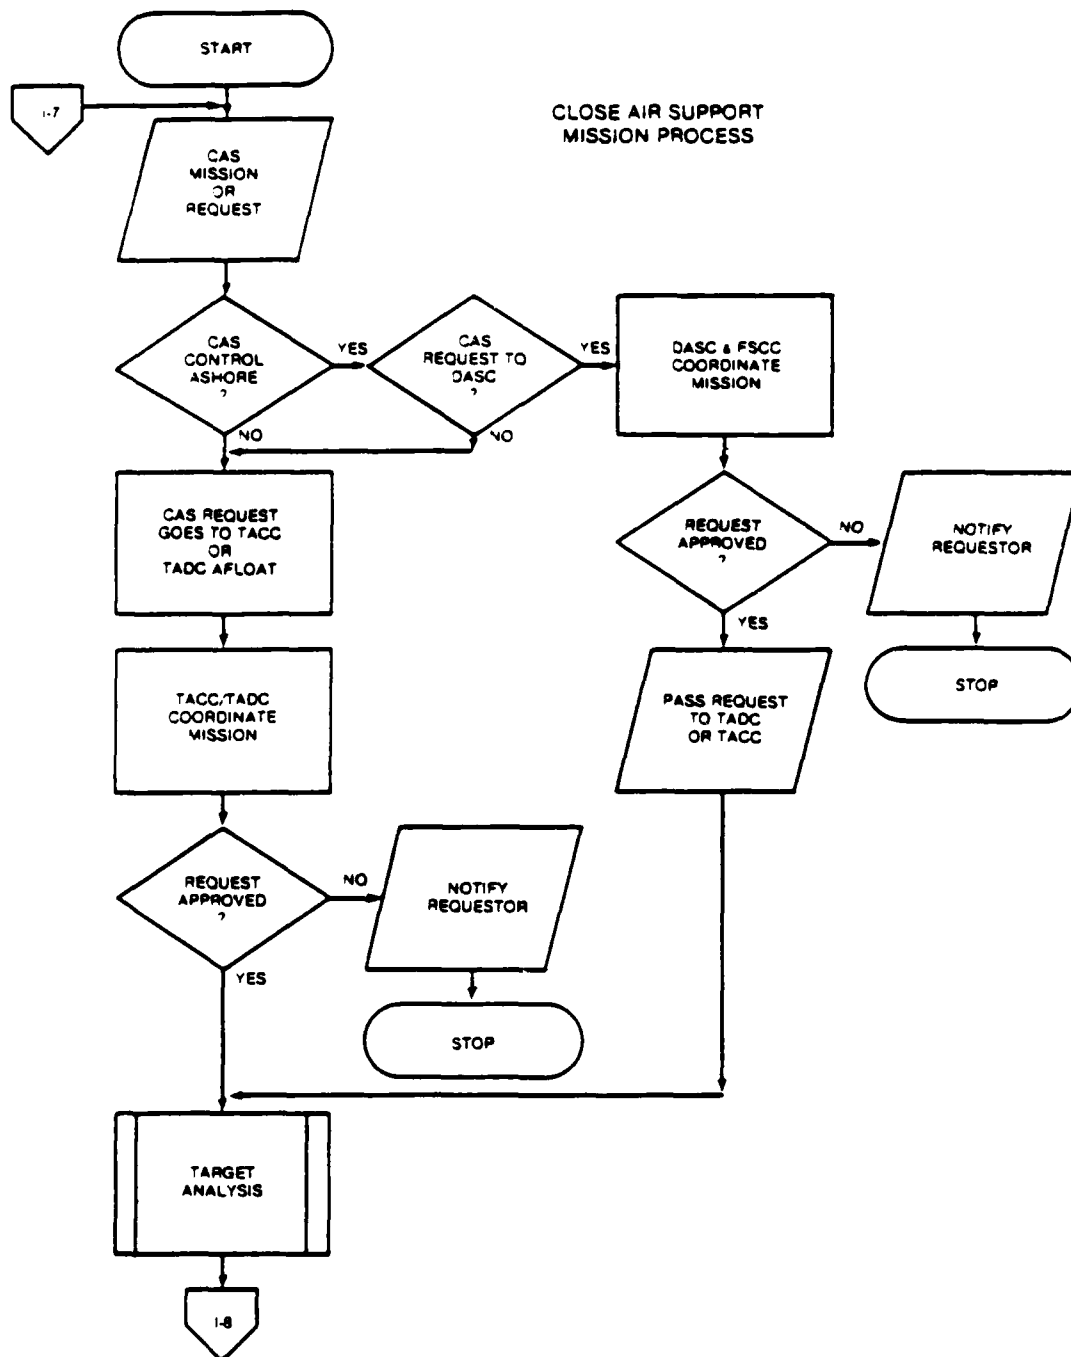 START
I-7
CLOSE AIR SUPPORT
MISSION PROCESS
CAS
MISSION
OR
REQUEST
CAS
CONTROL
ASHORE
?
YES
CAS
REQUEST TO
DASC
?
YES
DASC & FSCC
COORDINATE
MISSION
NO
NO
CAS REQUEST
GOES TO TACC
OR
TADC AFLOAT
REQUEST
APPROVED
?
NO
NOTIFY
REQUESTOR
YES
STOP
TACC/TADC
COORDINATE
MISSION
PASS REQUEST
TO TADC
OR TACC
REQUEST
APPROVED
?
NO
NOTIFY
REQUESTOR
YES
STOP
TARGET
ANALYSIS
I-8